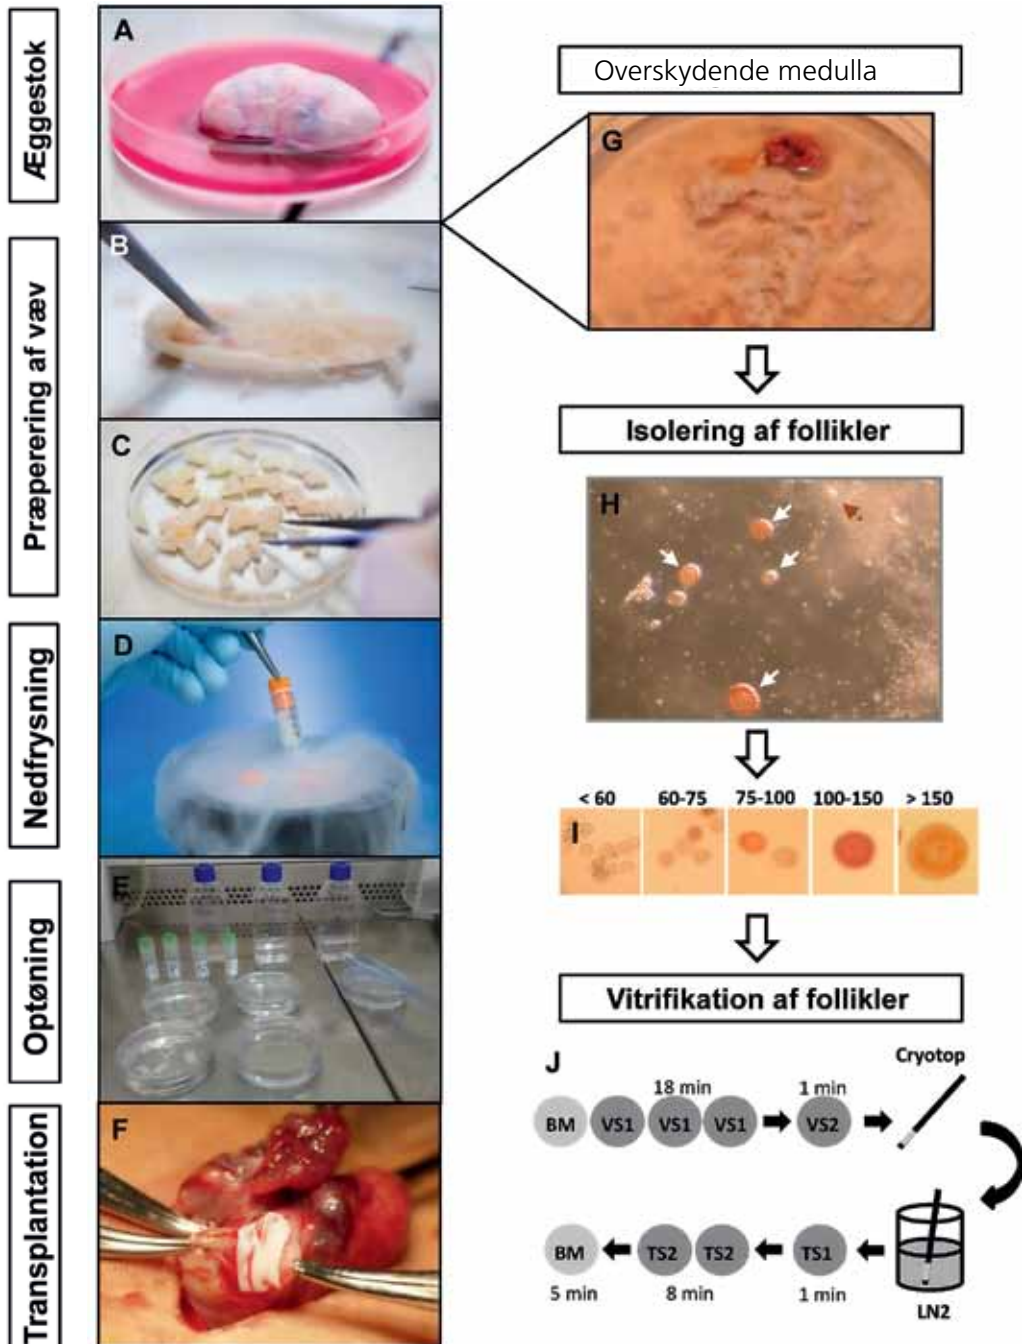 Æggestok
A
Præperering af væv
B
C
Nedfrysning
D
Optøning
E
Transplantation
F
Overskydende medulla
G
Isolering af follikler
H
< 60 60-75 75-100 100-150 > 150
I
Vitrifikation af follikler
J
Cryotop
18 min 1 min
BM VS1 VS1 VS1 VS2
BM TS2 TS2 TS1
5 min 8 min 1 min
LN2